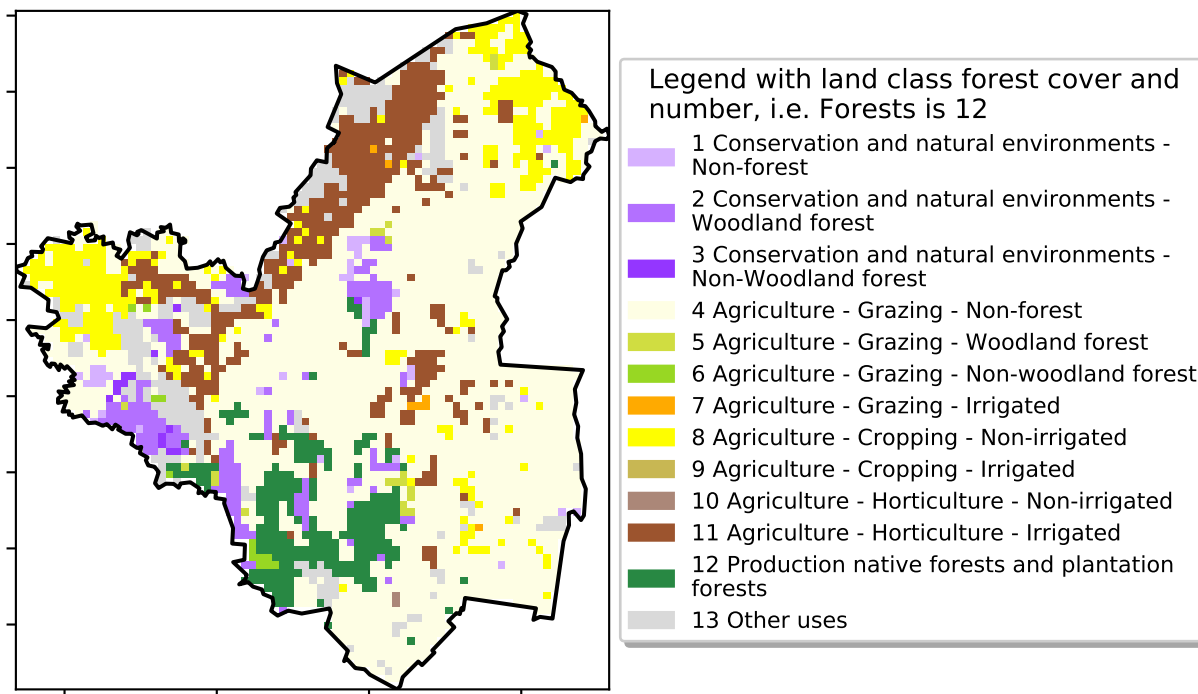 Legend with land class forest cover and
number, i.e. Forests is 12
1 Conservation and natural environments -
Non-forest
2 Conservation and natural environments -
Woodland forest
3 Conservation and natural environments -
Non-Woodland forest
4 Agriculture - Grazing - Non-forest
5 Agriculture - Grazing - Woodland forest
6 Agriculture - Grazing - Non-woodland forest
7 Agriculture - Grazing - Irrigated
8 Agriculture - Cropping - Non-irrigated
9 Agriculture - Cropping - Irrigated
10 Agriculture - Horticulture - Non-irrigated
11 Agriculture - Horticulture - Irrigated
12 Production native forests and plantation
forests
13 Other uses